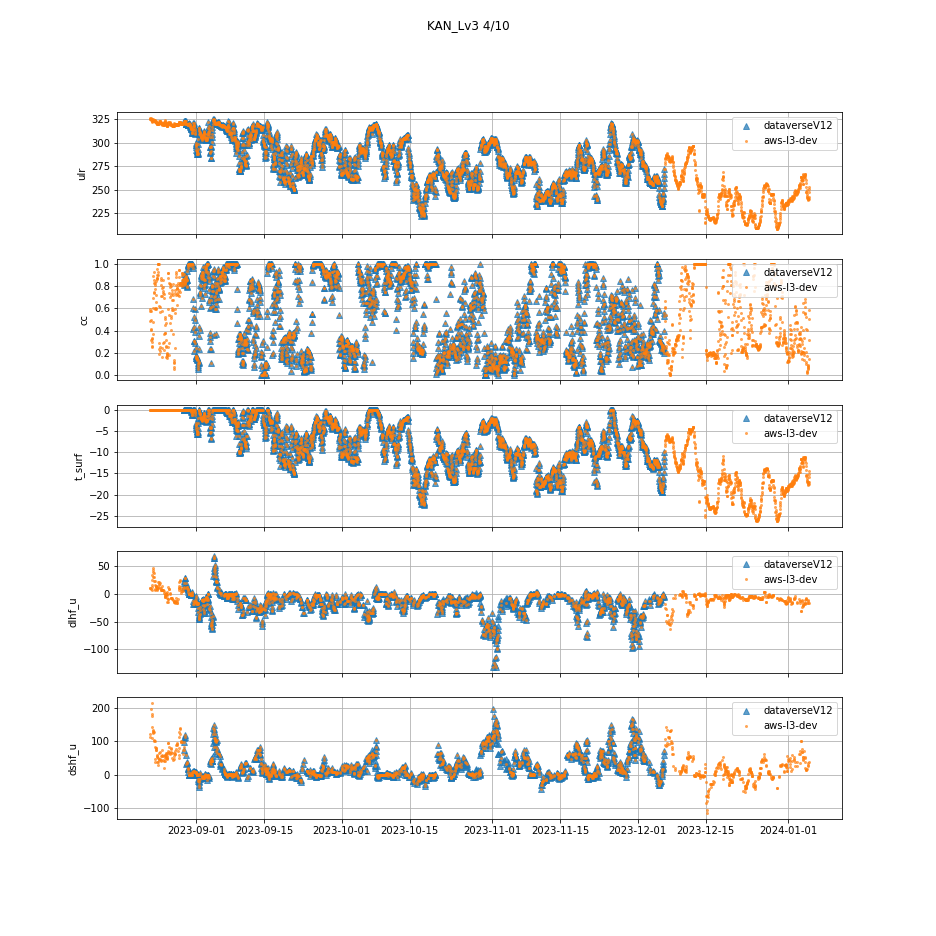 KAN_Lv3 4/10
325
300
275
250
225
ulr
dataverseV12
aws-l3-dev
1.0
0.8
0.6
0.4
0.2
0.0
cc
dataverseV12
aws-l3-dev
0
−5
−10
−15
−20
−25
t_surf
dataverseV12
aws-l3-dev
50
0
−50
−100
dlhf_u
dataverseV12
aws-l3-dev
200
100
0
−100
dshf_u
dataverseV12
aws-l3-dev
2023-09-01 2023-09-15 2023-10-01 2023-10-15 2023-11-01 2023-11-15 2023-12-01 2023-12-15 2024-01-01